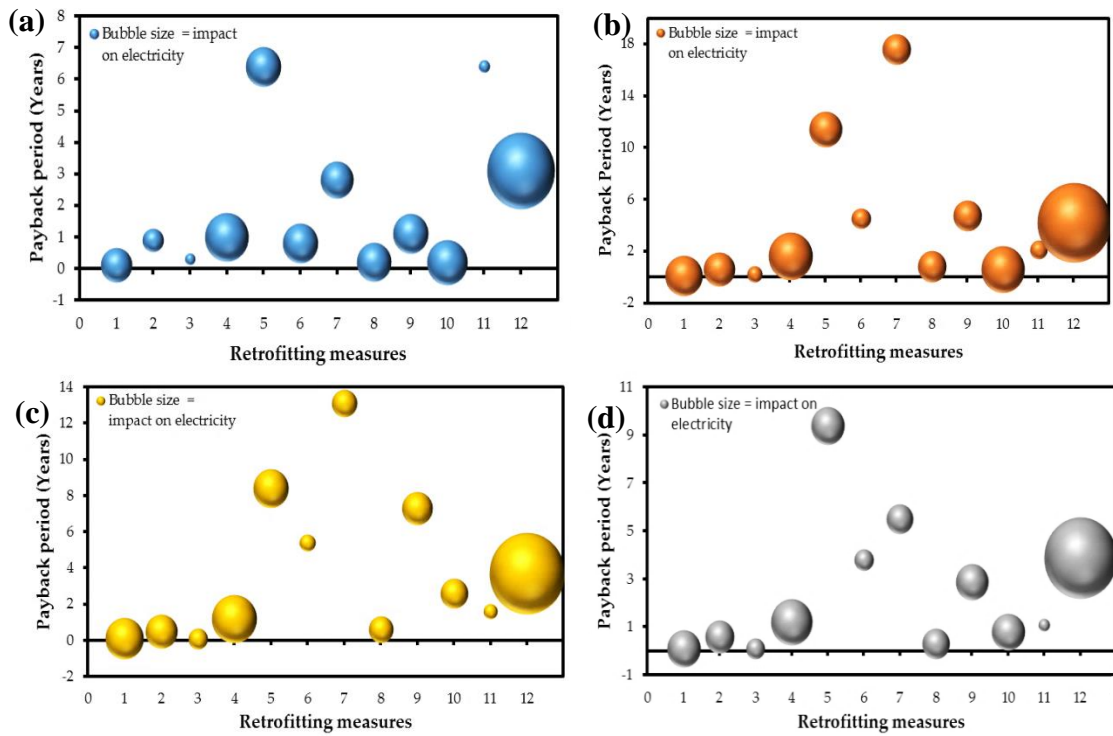 (a)
Bubble size = impact
on electricity
Payback period (Years)
8
7
6
5
4
3
2
1
0
-1
0 1 2 3 4 5 6 7 8 9 10 11 12
Retrofitting measures
(b)
Bubble size = impact
on electricity
Payback Period (Years)
18
14
10
6
2
-2
0 1 2 3 4 5 6 7 8 9 10 11 12
Retrofitting measures
(c)
Bubble size =
impact on electricity
Payback period (Years)
14
12
10
8
6
4
2
0
-2
0 1 2 3 4 5 6 7 8 9 10 11 12
Retrofitting measures
(d)
Bubble size = impact on
electricity
Payback period (Years)
11
9
7
5
3
1
-1
0 1 2 3 4 5 6 7 8 9 10 11 12
Retrofitting measures